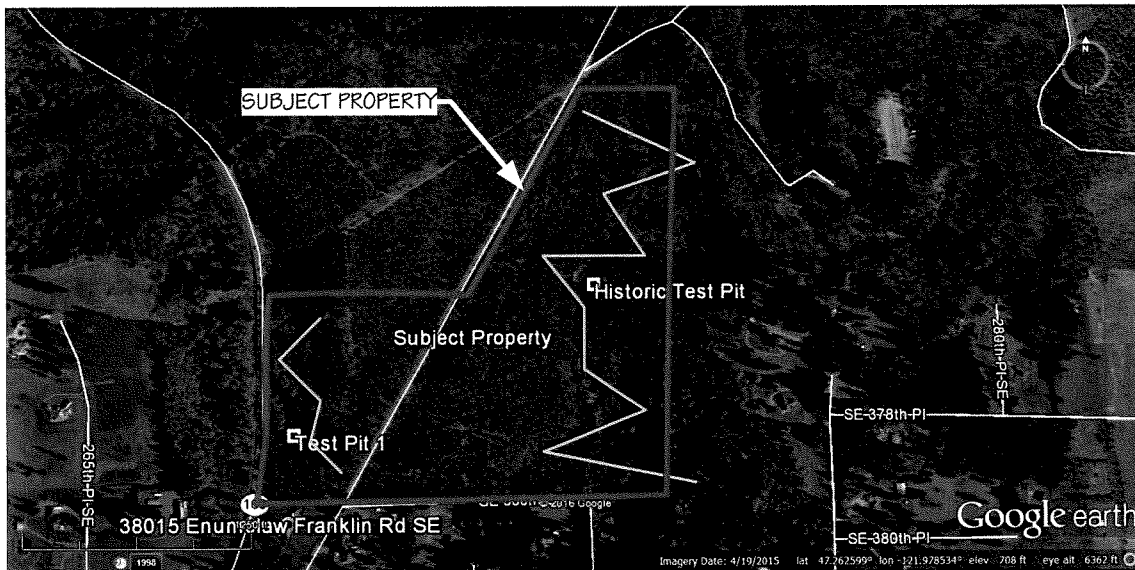 N
SUBJECT PROPERTY
Historic Test Pit
Subject Property
280th-Pl-SE
SE-378th-Pl
Test Pit 1
265th-Pl-SE
2016 Google
38015 Enumclaw Franklin Rd SE
Google earth
SE-380th-Pl
1998
Imagery Date: 4/19/2015 lat 47.262599° lon -121.978534° elev 708 ft eye alt 6362 ft